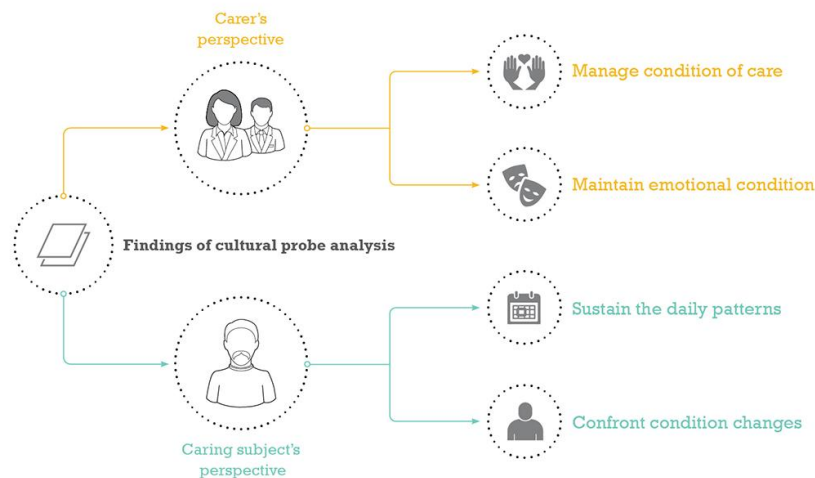 Carer's
perspective
Manage condition of care
Maintain emotional condition
Findings of cultural probe analysis
Sustain the daily patterns
Confront condition changes
Caring subject's
perspective